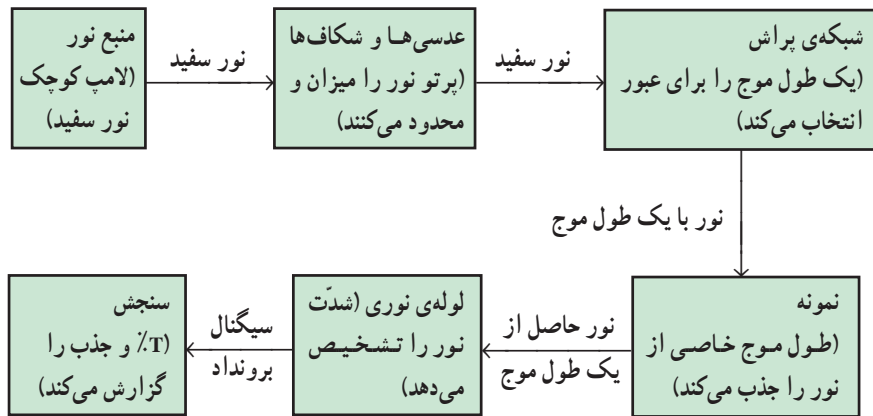 منبع نور
(لامپ کوچک
نور سفید)
نور سفید
عدسی‌ها و شکاف‌ها
(پرتو نور را میزان و
محدود می‌کنند)
نور سفید
شبکه‌ی پراش
(یک طول موج را برای عبور
انتخاب می‌کند)
نور با یک طول موج
نمونه
(طول موج خاصی از
نور را جذب می‌کند)
نور حاصل از
یک طول موج
لوله‌ی نوری (شدّت
نور را تشخیص
می‌دهد)
سیگنال
برونداد
سنجش
(T٪ و جذب را
گزارش می‌کند)